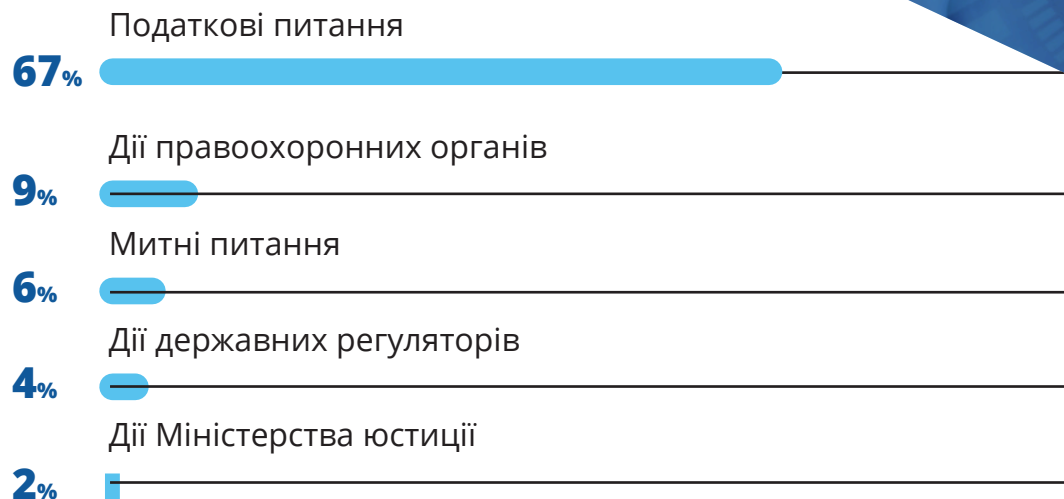 Податкові питання
67%
Дії правоохоронних органів
9%
Митні питання
6%
Дії державних регуляторів
4%
Дії Міністерства юстиції
2%